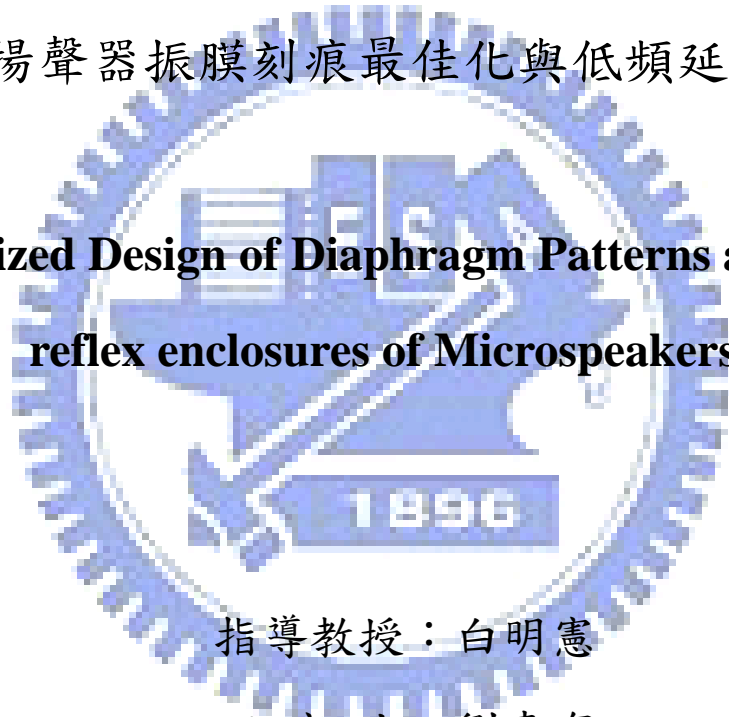 揚聲器振膜刻痕最佳化與低頻延
ized Design of Diaphragm Patterns a
reflex enclosures of Microspeakers
ECS
1896
指導教授：白明憲